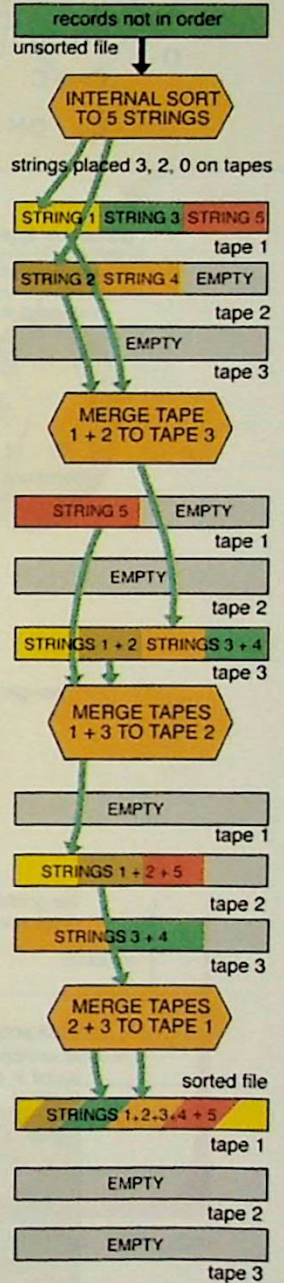 records not in order
unsorted file
INTERNAL SORT
TO 5 STRINGS
strings placed 3, 2, 0 on tapes
STRING 1 STRING 3 STRING 5
tape 1
STRING 2 STRING 4 EMPTY
tape 2
EMPTY
tape 3
MERGE TAPE
1 + 2 TO TAPE 3
STRING 5 EMPTY
tape 1
EMPTY
tape 2
STRINGS 1 + 2 STRINGS 3 + 4
tape 3
MERGE TAPES
1 + 3 TO TAPE 2
EMPTY
tape 1
STRINGS 1 + 2 + 5
tape 2
STRINGS 3 + 4
tape 3
MERGE TAPES
2 + 3 TO TAPE 1
sorted file
STRINGS 1,2,3,4 + 5
tape 1
EMPTY
tape 2
EMPTY
tape 3